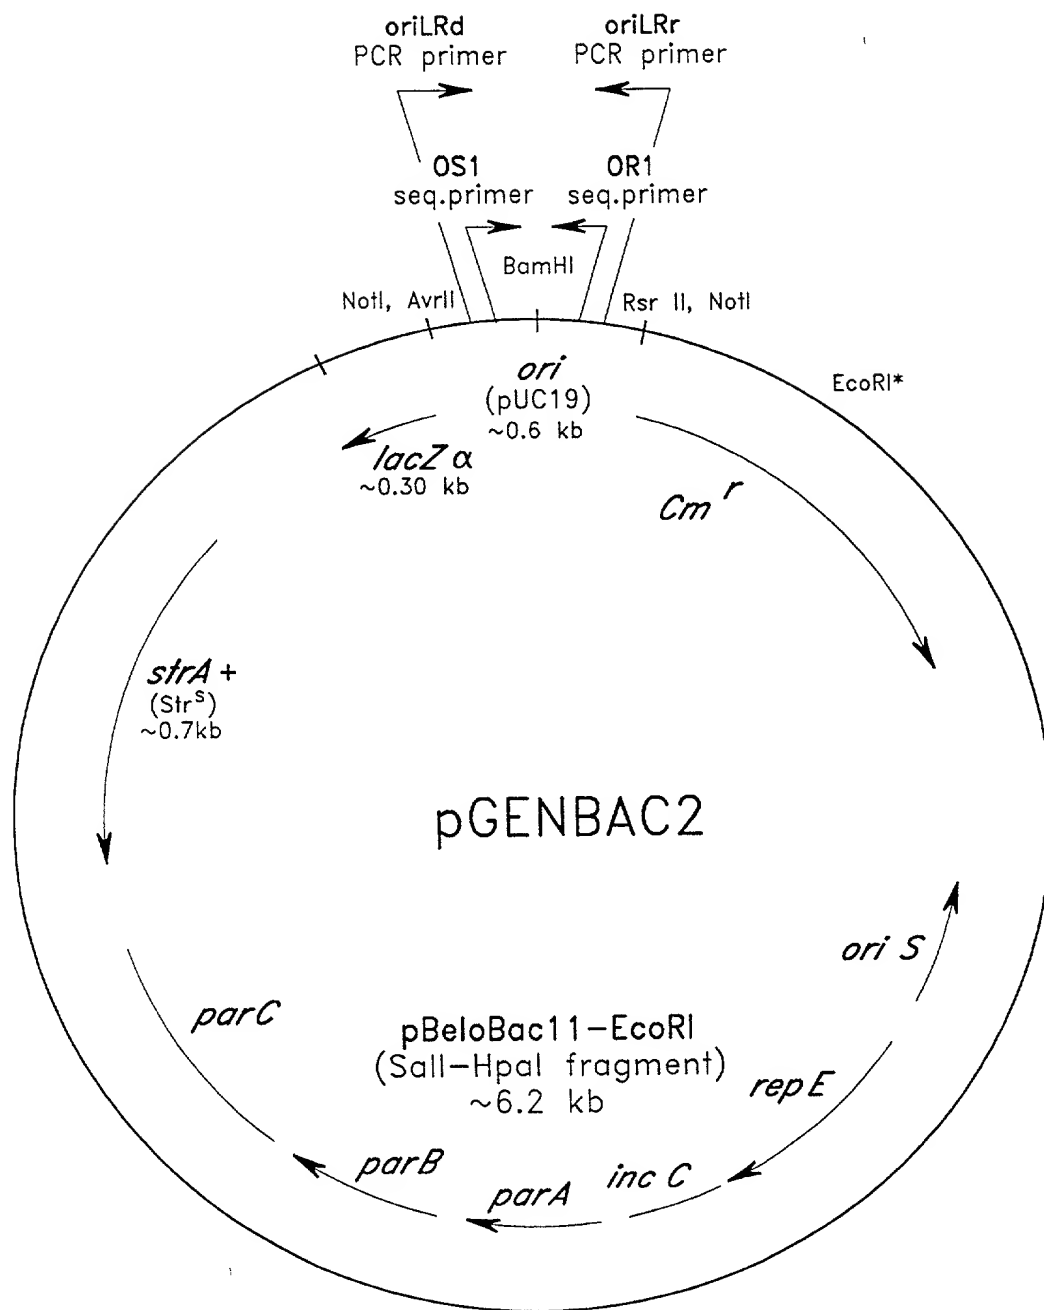 oriLRd
PCR primer
oriLRr
PCR primer
OS1
seq.primer
OR1
seq.primer
BamHI
NotI, AvrII
Rsr II, NotI
EcoRI*
ori
(pUC19)
~0.6 kb
lacZ α
~0.30 kb
Cm r
strA +
(Strˢ)
~0.7kb
pGENBAC2
ori S
parC
pBeloBac11-EcoRI
(SalI-HpaI fragment)
~6.2 kb
repE
parB
parA
inc C